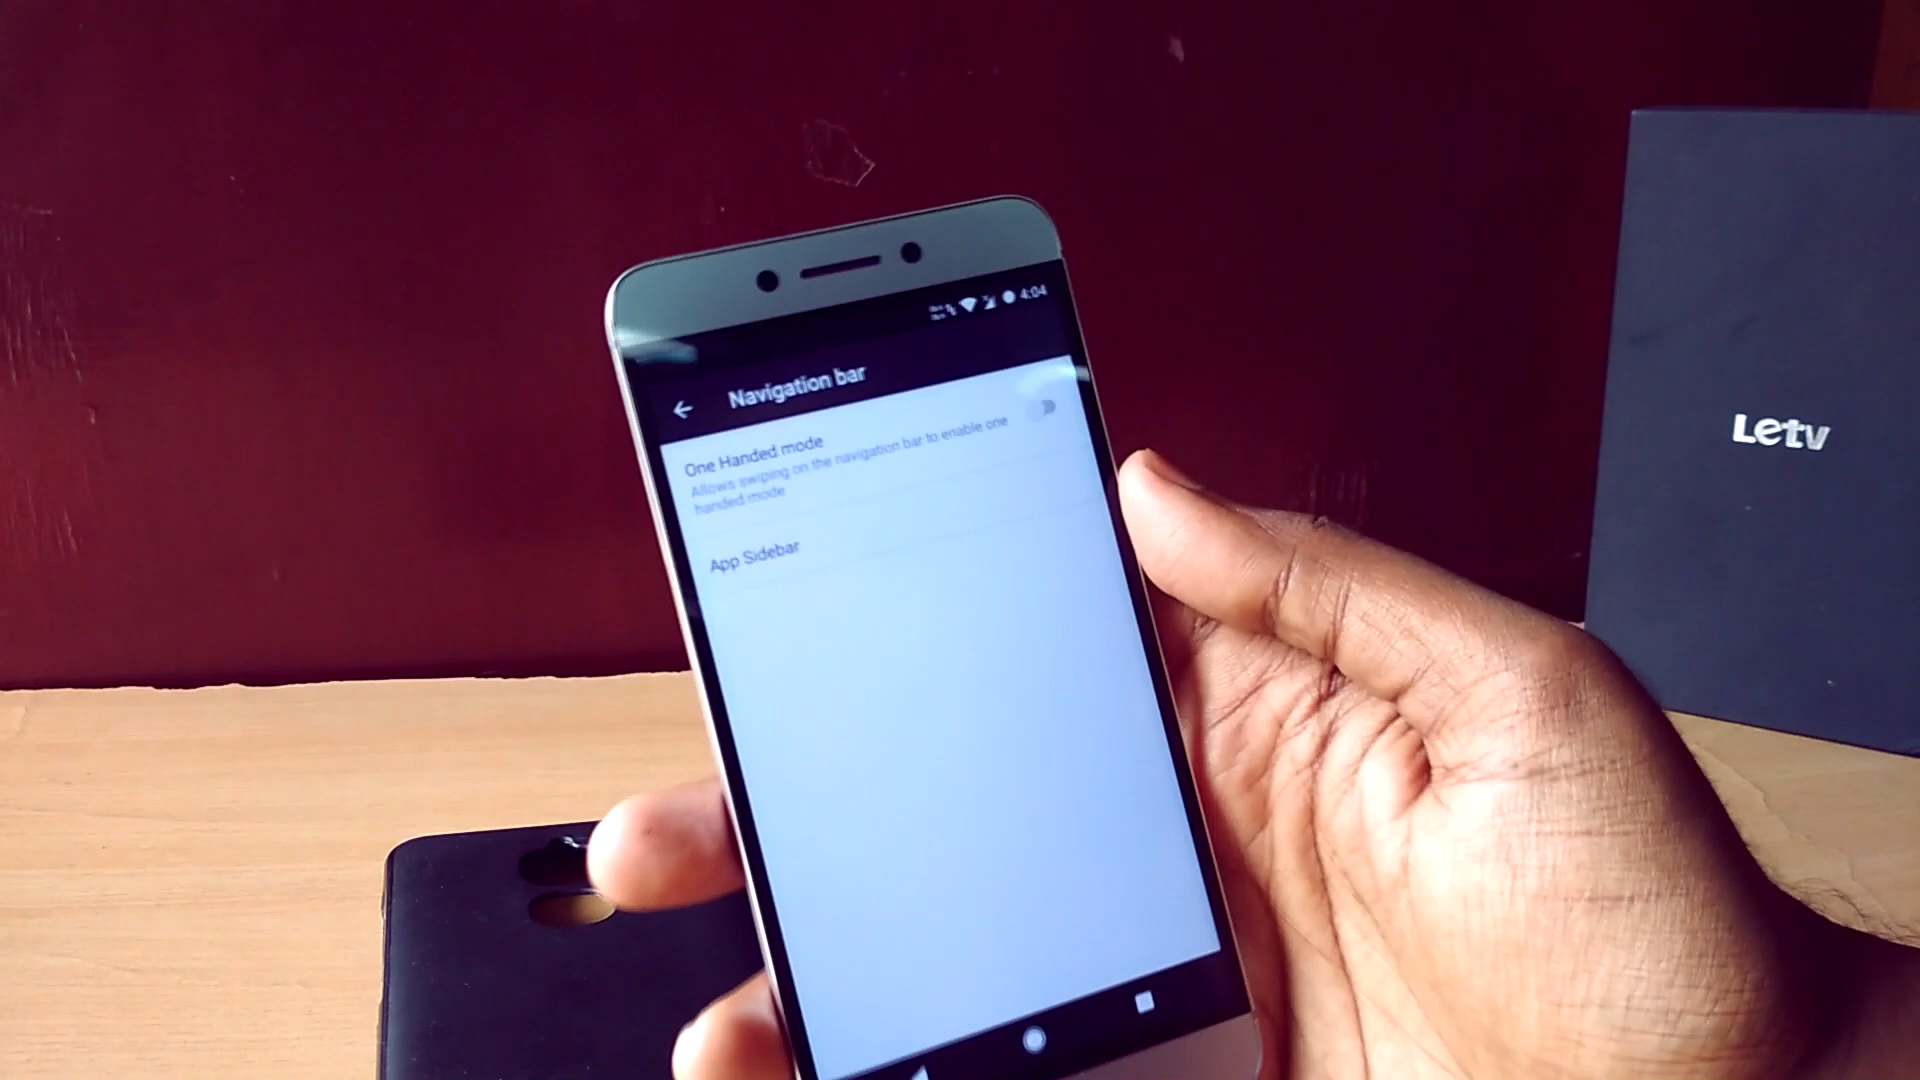 4:04
Navigation bar
One Handed mode
Allows swiping on the navigation bar to enable one
handed mode
App Sidebar
Letv